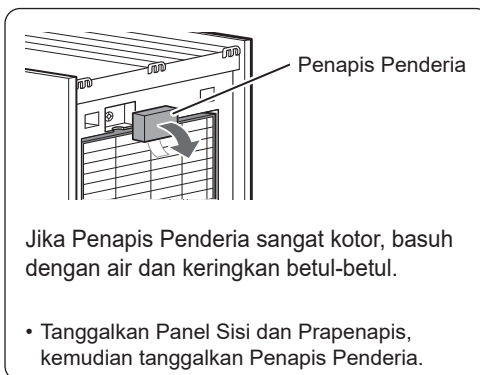 Penapis Penderia
Jika Penapis Penderia sangat kotor, basuh
dengan air dan keringkan betul-betul.
• Tanggalkan Panel Sisi dan Prapenapis,
kemudian tanggalkan Penapis Penderia.